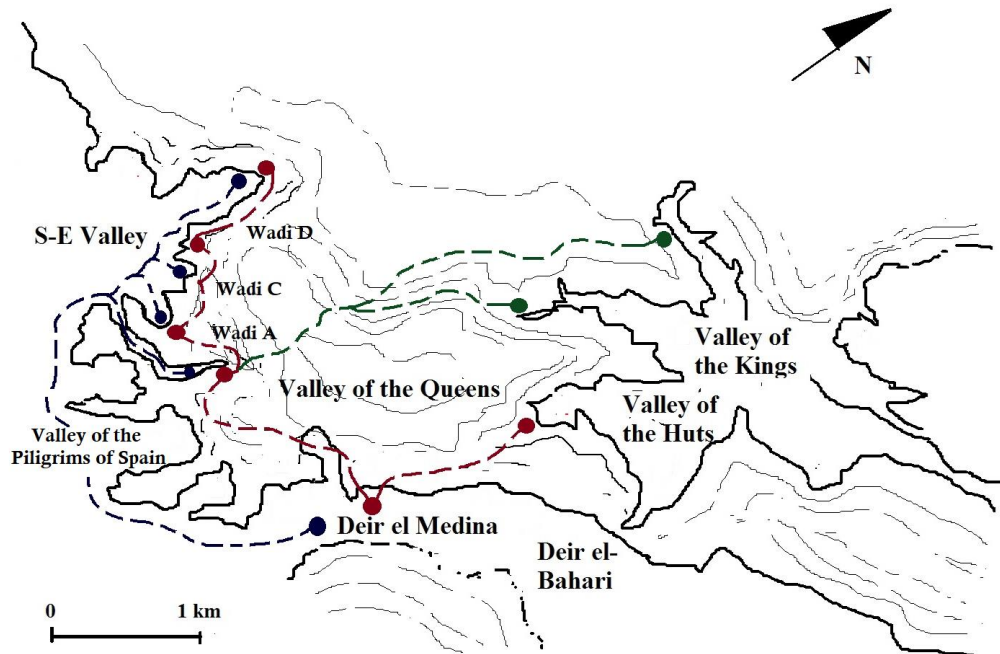 N
S-E Valley
Wadi D
Wadi C
Wadi A
Valley of
the Kings
Valley of the Queens
Valley of
the Huts
Valley of the
Piligrims of Spain
Deir el Medina
Deir el-
Bahari
0 1 km